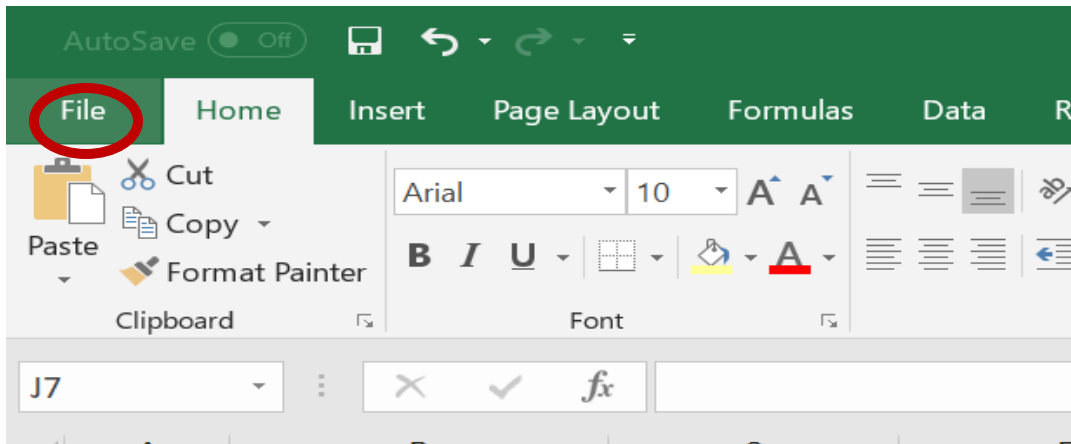 AutoSave Off
File Home Insert Page Layout Formulas Data
Cut
Arial 10 A A
Copy
Paste
B I U A
Format Painter
Clipboard Font
J7 fx